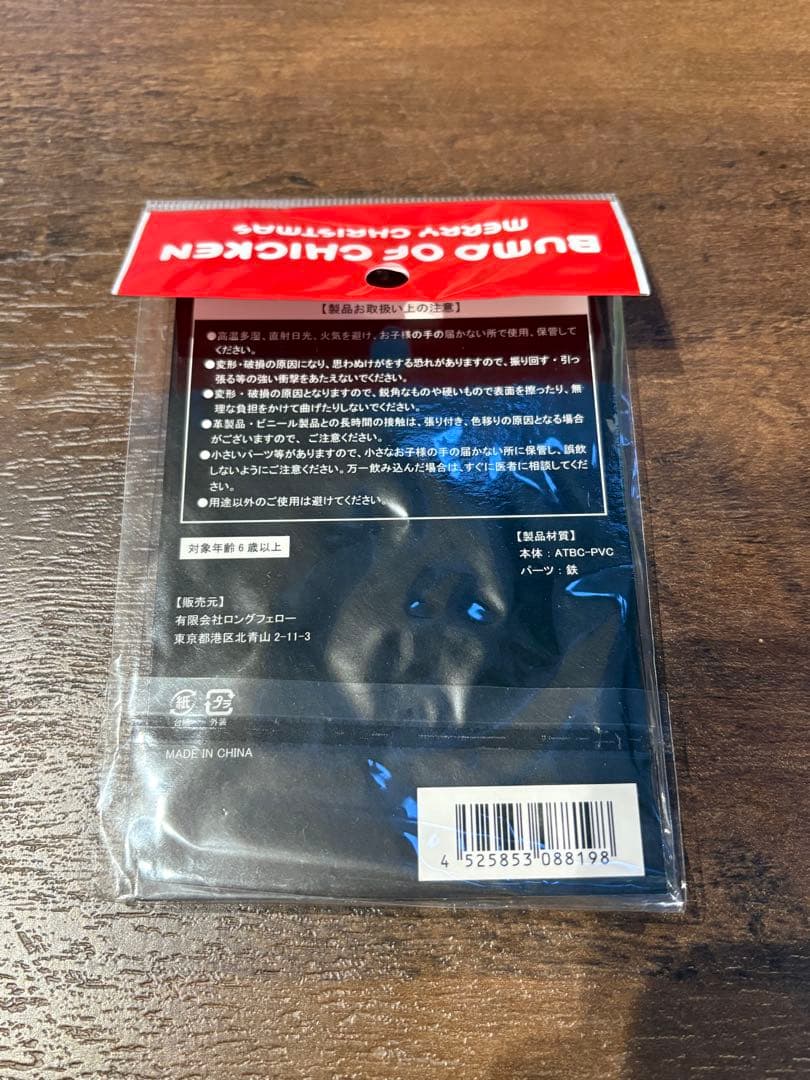 BUMP OF CHICKEN
MERRY CHRISTMAS
【製品お取扱い上の注意】
●高温多湿、直射日光、火気を避け、お子様の手の届かない所で使用、保管して
ください。
●変形・破損の原因になり、思わぬけがをする恐れがありますので、振り回す・引っ
張る等の強い衝撃をあたえないでください。
●変形・破損の原因となりますので、鋭角なものや硬いもので表面を擦ったり、無
理な負担をかけて曲げたりしないでください。
●革製品・ビニール製品との長時間の接触は、張り付き、色移りの原因となる場合
がございますので、ご注意ください。
●小さいパーツ等がありますので、小さなお子様の手の届かない所に保管し、誤飲
しないようにご注意ください。万一飲み込んだ場合は、すぐに医者に相談してくだ
さい。
●用途以外のご使用は避けてください。
対象年齢6歳以上
【製品材質】
本体：ATBC-PVC
パーツ：鉄
【販売元】
有限会社ロングフェロー
東京都港区北青山2-11-3
紙
プラ
台紙
外装
MADE IN CHINA
4 525853 088198